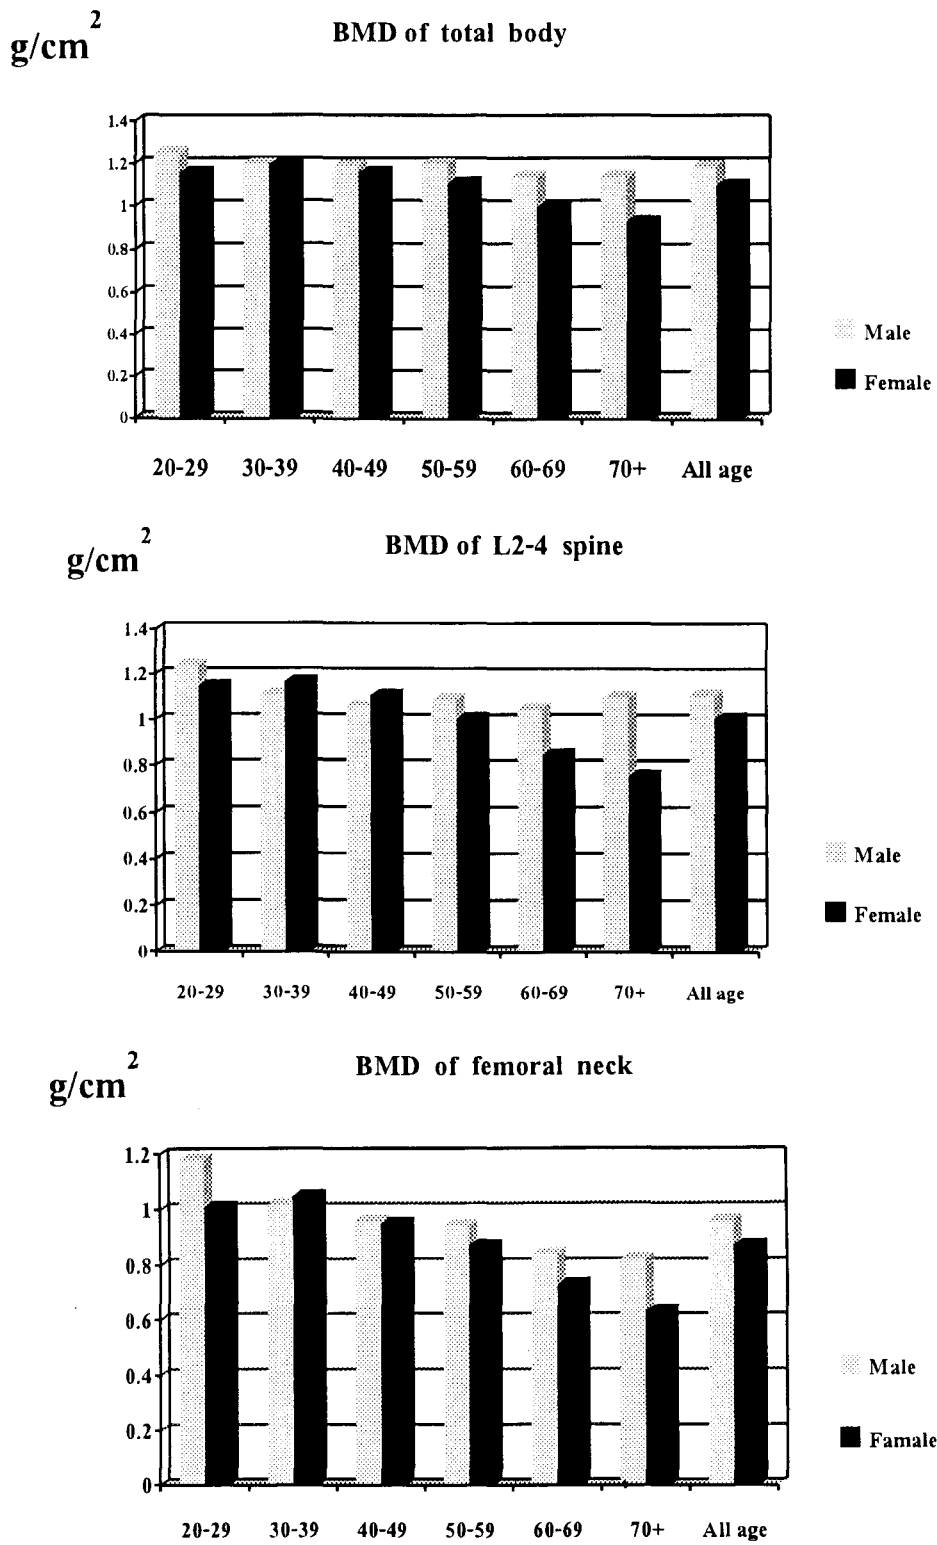 g/cm²
BMD of total body
1.4
1.2
1
0.8
0.6
0.4
0.2
0
Male
Female
20-29 30-39 40-49 50-59 60-69 70+ All age
g/cm²
BMD of L2-4 spine
1.4
1.2
1
0.8
0.6
0.4
0.2
0
Male
Female
20-29 30-39 40-49 50-59 60-69 70+ All age
g/cm²
BMD of femoral neck
1.2
1
0.8
0.6
0.4
0.2
0
Male
Famale
20-29 30-39 40-49 50-59 60-69 70+ All age